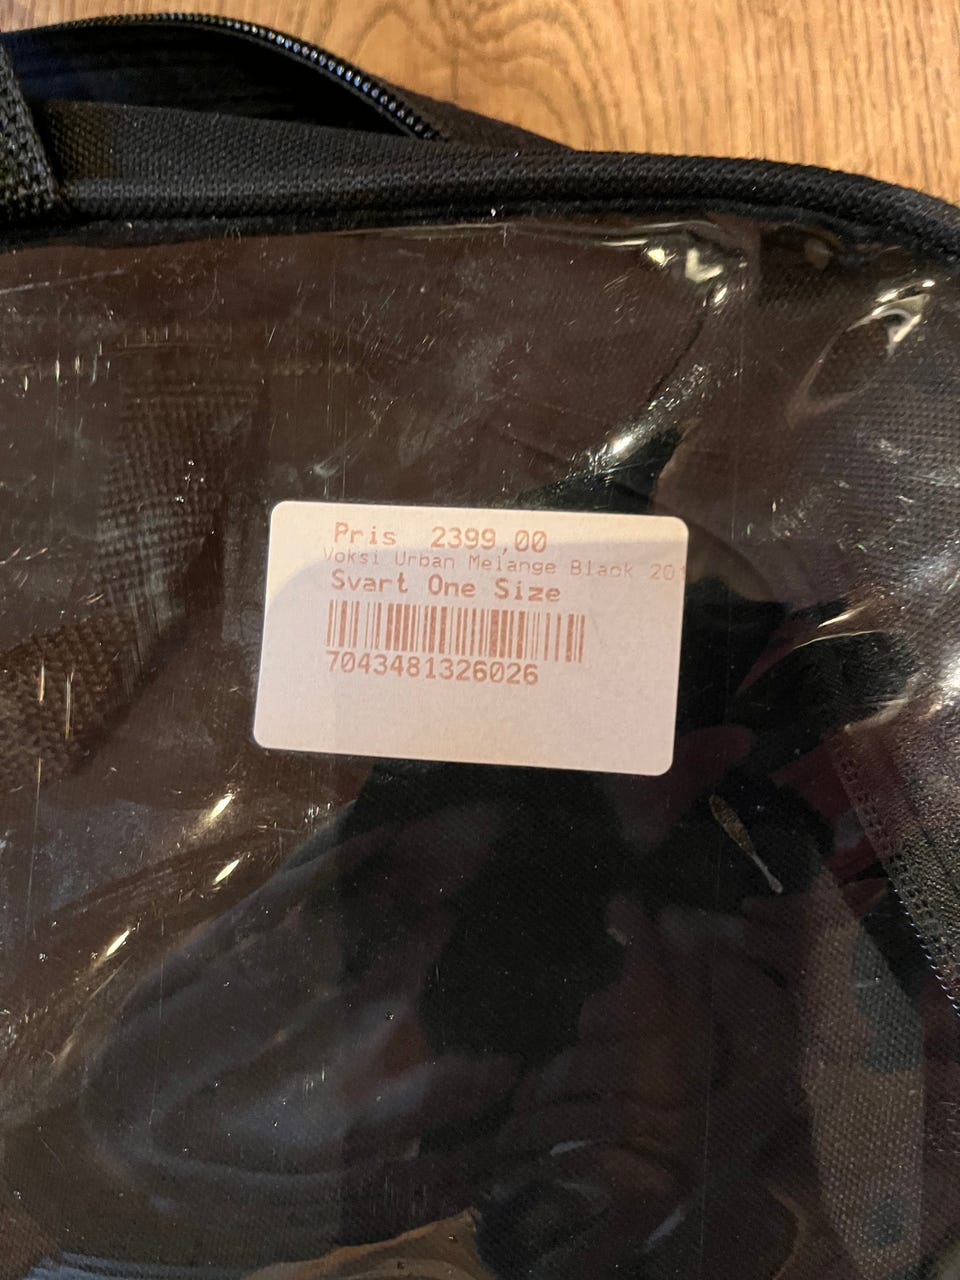 Pris 2399,00
Voksi Urban Melange Black
Svart One Size
7043481326026